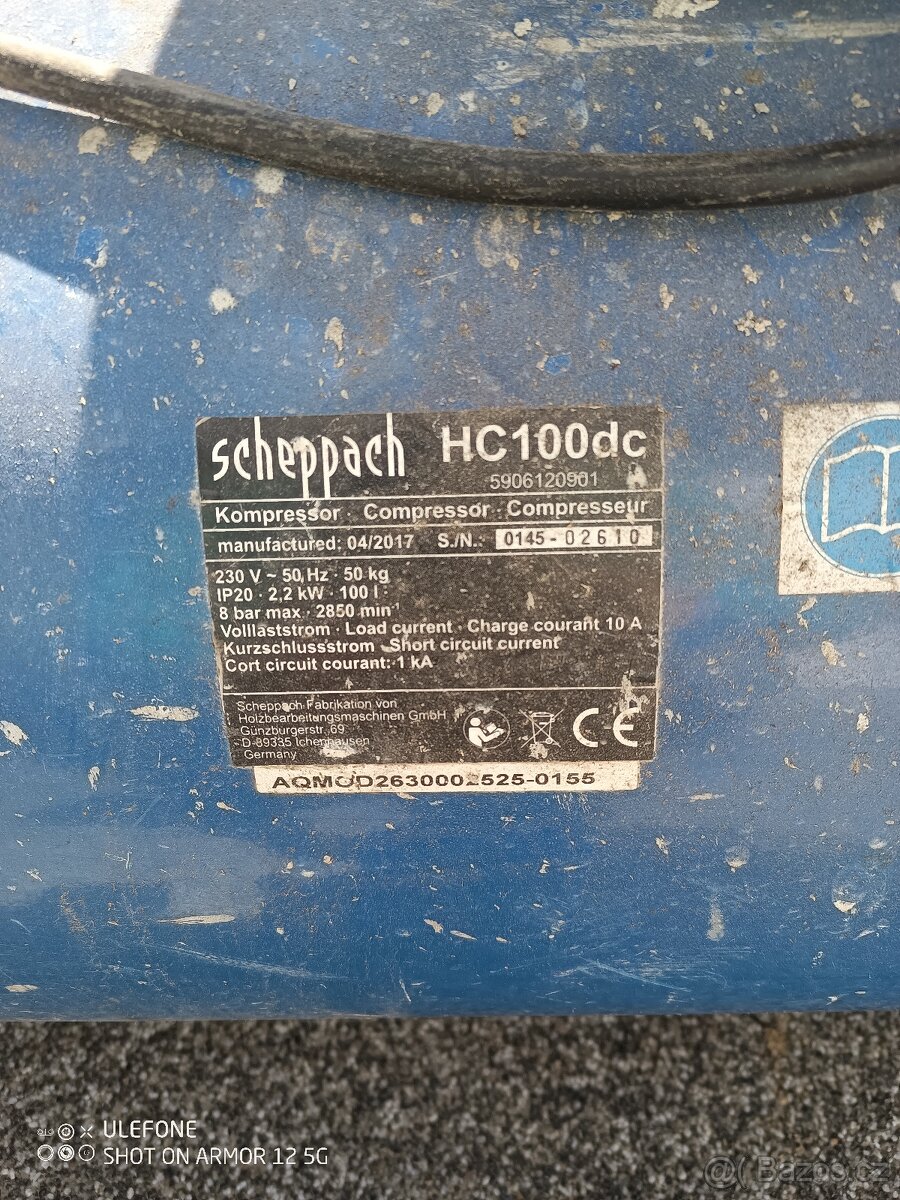 scheppach HC100dc
5906120901
Kompressor · Compressor · Compresseur
manufactured: 04/2017 S./N.: 0145-02610
230 V ~ 50 Hz · 50 kg
IP20 · 2,2 kW · 100 l ·
8 bar max · 2850 min⁻¹
Volllaststrom · Load current · Charge courant 10 A
Kurzschlussstrom · Short circuit current
Cort circuit courant: 1 kA
Scheppach Fabrikation von
Holzbearbeitungsmaschinen GmbH
Günzburgerstr. 69
D-89335 Ichenhausen
Germany
CE
AQMOD2630002525-0155
ULEFONE
SHOT ON ARMOR 12 5G
@Bazos.cz